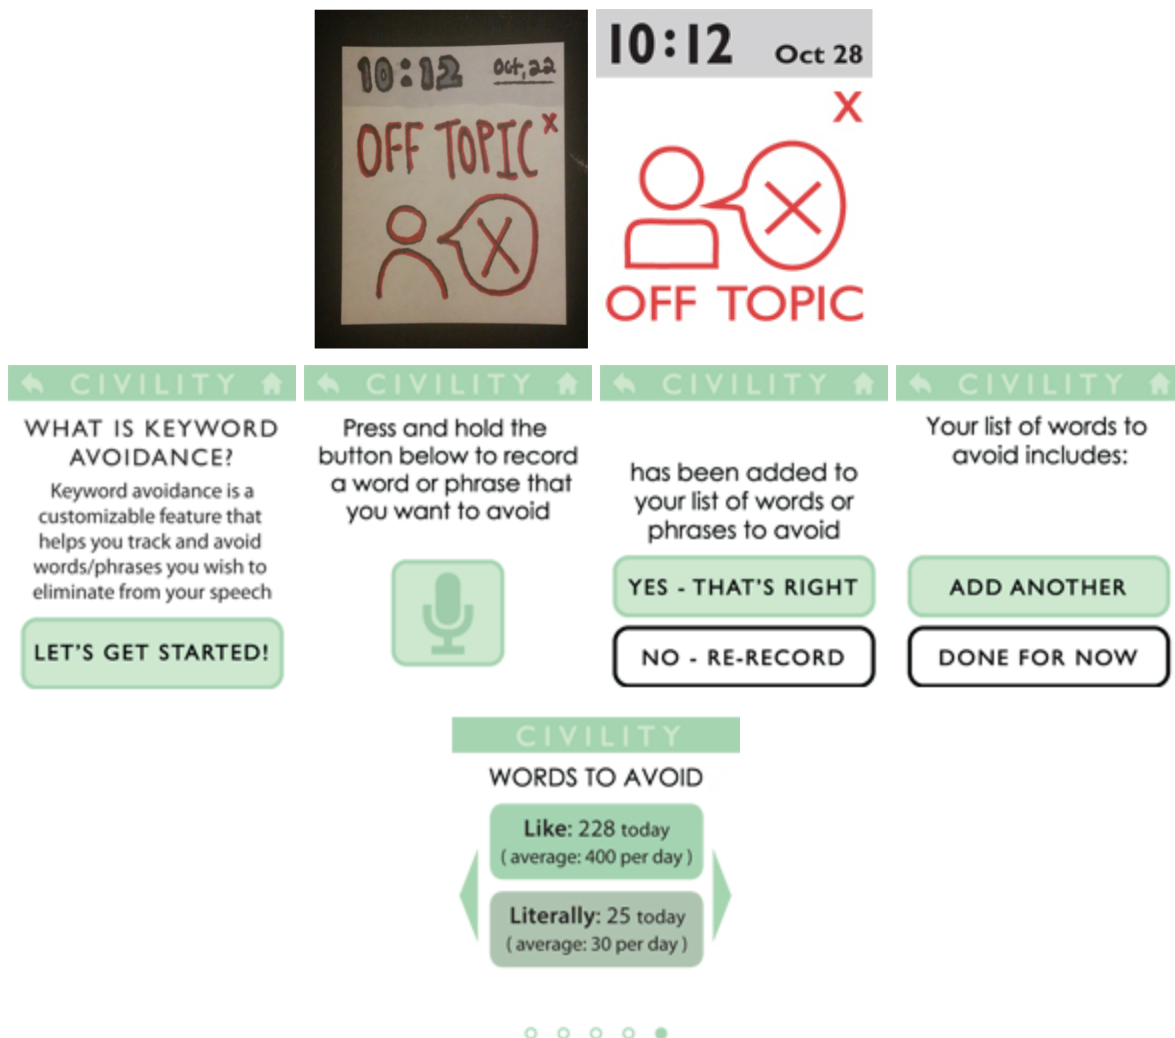 10:12 Oct, 22
OFF TOPIC X
X
10:12 Oct 28
X
X
OFF TOPIC
CIVILITY
WHAT IS KEYWORD
AVOIDANCE?
Keyword avoidance is a
customizable feature that
helps you track and avoid
words/phrases you wish to
eliminate from your speech
LET'S GET STARTED!
CIVILITY
Press and hold the
button below to record
a word or phrase that
you want to avoid
CIVILITY
has been added to
your list of words or
phrases to avoid
YES - THAT'S RIGHT
NO - RE-RECORD
CIVILITY
Your list of words to
avoid includes:
ADD ANOTHER
DONE FOR NOW
CIVILITY
WORDS TO AVOID
Like: 228 today
( average: 400 per day )
Literally: 25 today
( average: 30 per day )